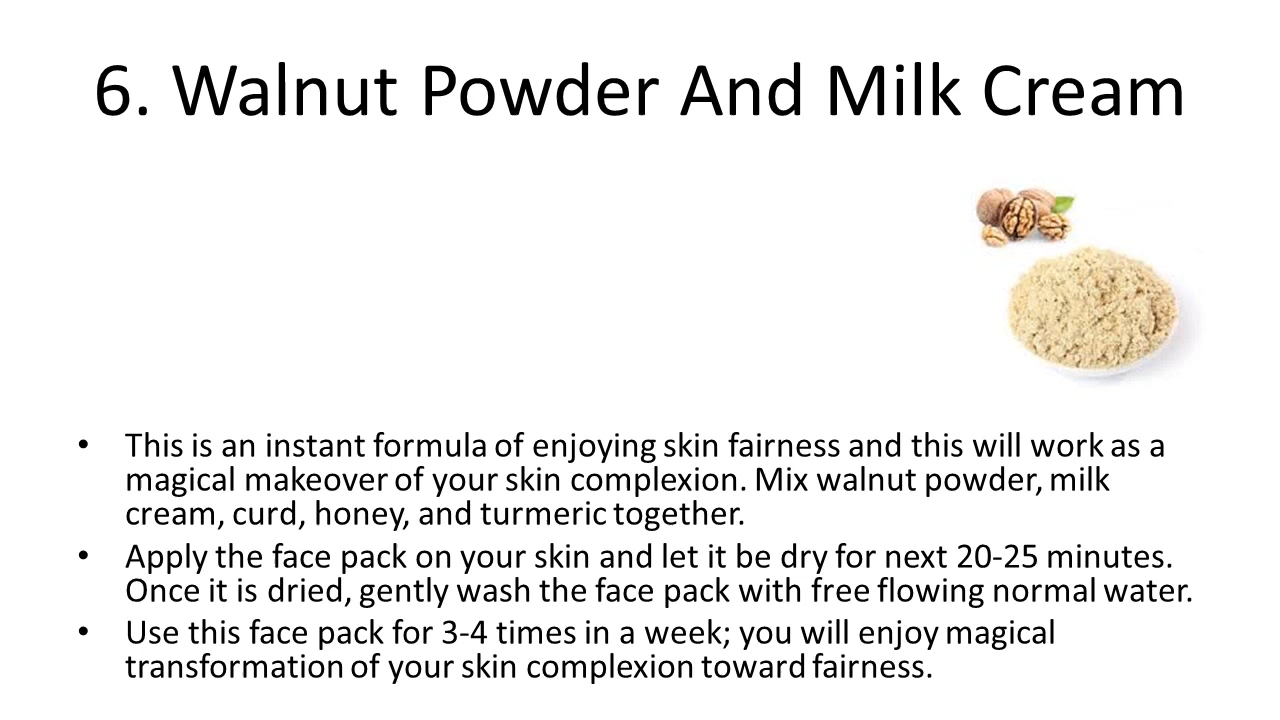 6. Walnut Powder And Milk Cream
• This is an instant formula of enjoying skin fairness and this will work as a
magical makeover of your skin complexion. Mix walnut powder, milk
cream, curd, honey, and turmeric together.
• Apply the face pack on your skin and let it be dry for next 20-25 minutes.
Once it is dried, gently wash the face pack with free flowing normal water.
• Use this face pack for 3-4 times in a week; you will enjoy magical
transformation of your skin complexion toward fairness.